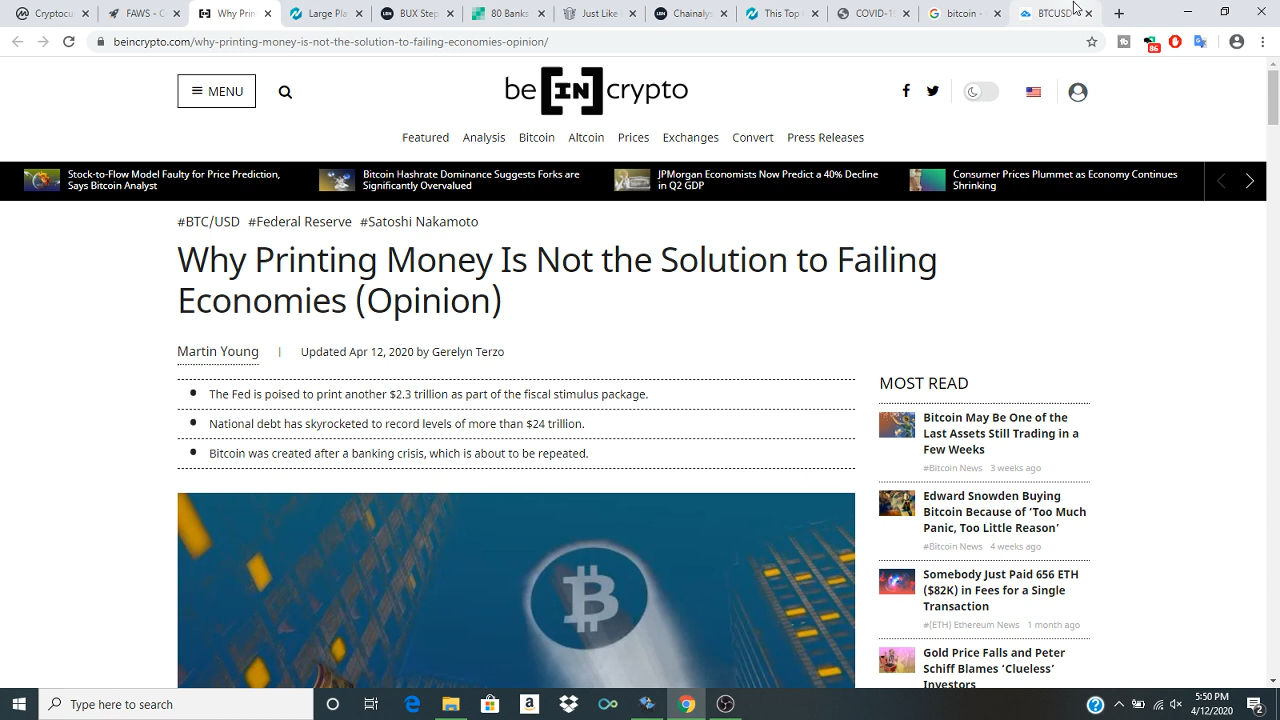 Cryptocu
FAWS - C
Why Prin
Large Pla
BUX Step
80 Banks
Just Like
Chainaly
This Top
COVID-19
bitcoin -
BTCUSD
beincrypto.com/why-printing-money-is-not-the-solution-to-failing-economies-opinion/
86
MENU
be[IN]crypto
Featured Analysis Bitcoin Altcoin Prices Exchanges Convert Press Releases
Stock-to-Flow Model Faulty for Price Prediction,
Says Bitcoin Analyst
Bitcoin Hashrate Dominance Suggests Forks are
Significantly Overvalued
JPMorgan Economists Now Predict a 40% Decline
in Q2 GDP
Consumer Prices Plummet as Economy Continues
Shrinking
#BTC/USD #Federal Reserve #Satoshi Nakamoto
Why Printing Money Is Not the Solution to Failing
Economies (Opinion)
Martin Young | Updated Apr 12, 2020 by Gerelyn Terzo
The Fed is poised to print another $2.3 trillion as part of the fiscal stimulus package.
National debt has skyrocketed to record levels of more than $24 trillion.
Bitcoin was created after a banking crisis, which is about to be repeated.
MOST READ
Bitcoin May Be One of the
Last Assets Still Trading in a
Few Weeks
#Bitcoin News 3 weeks ago
Edward Snowden Buying
Bitcoin Because of ‘Too Much
Panic, Too Little Reason’
#Bitcoin News 4 weeks ago
Somebody Just Paid 656 ETH
($82K) in Fees for a Single
Transaction
#(ETH) Ethereum News 1 month ago
Gold Price Falls and Peter
Schiff Blames ‘Clueless’
Investors
Type here to search
5:50 PM
4/12/2020
2